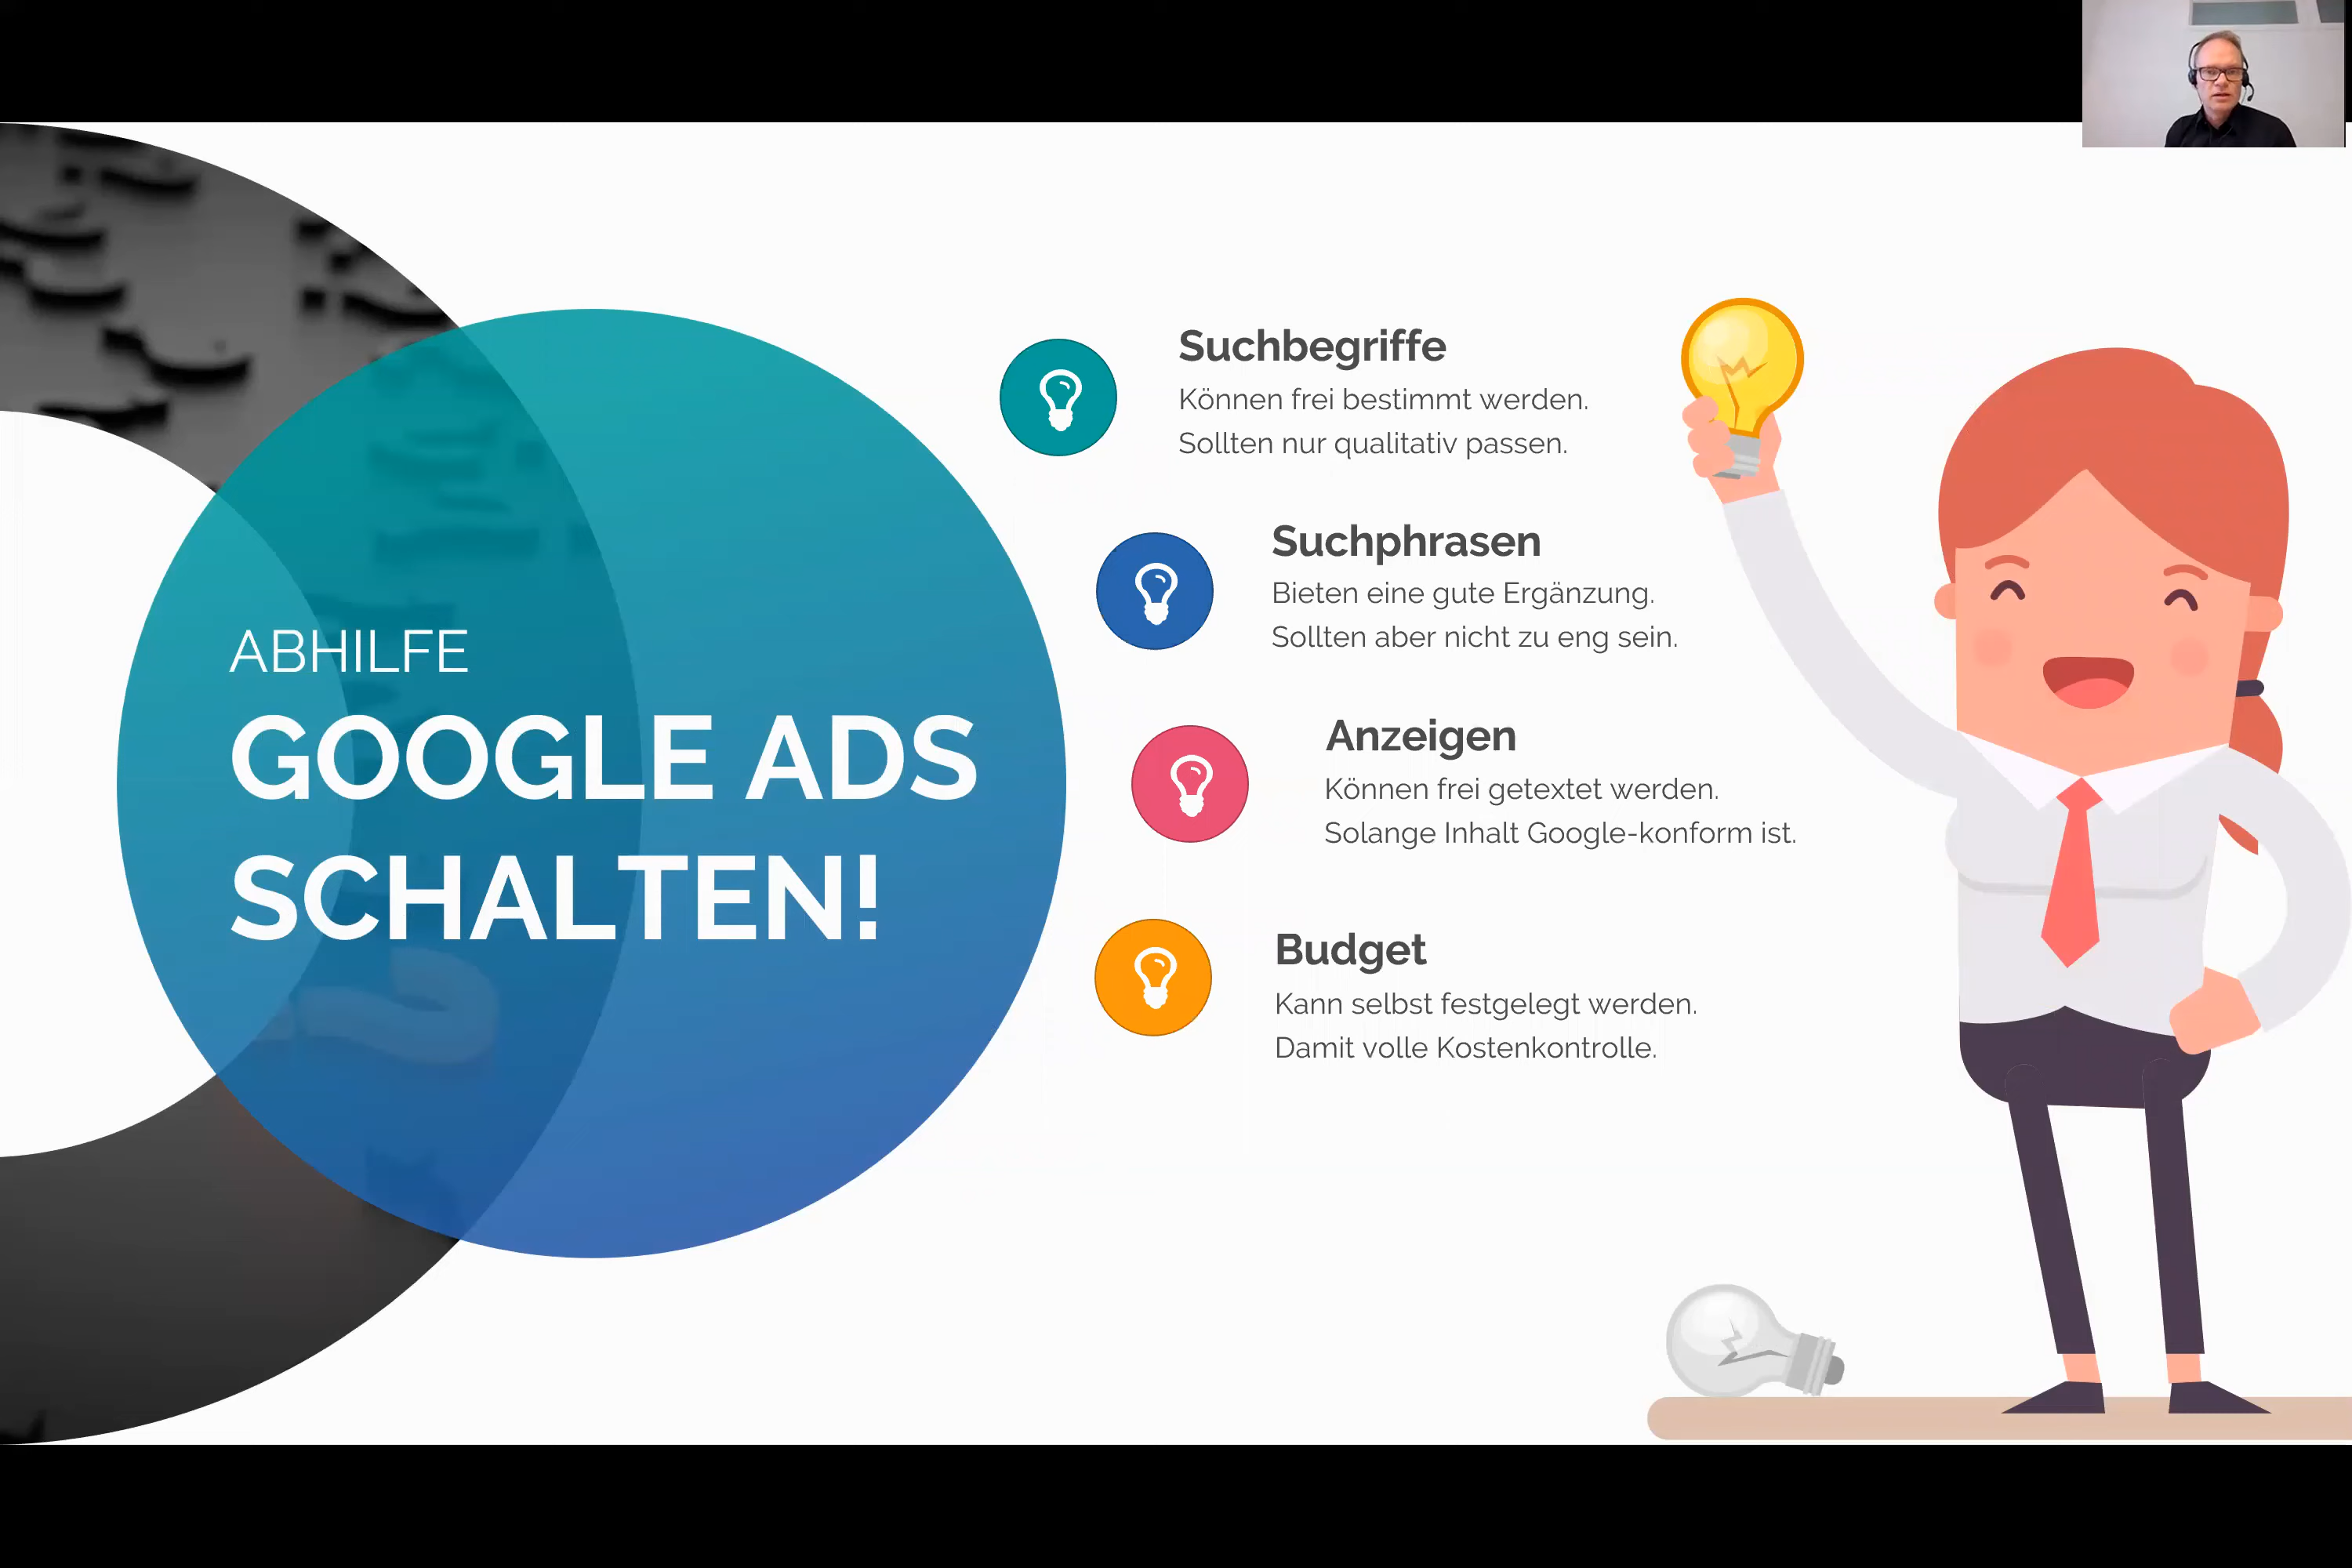 ABHILFE
GOOGLE ADS
SCHALTEN!
Suchbegriffe
Können frei bestimmt werden.
Sollten nur qualitativ passen.
Suchphrasen
Bieten eine gute Ergänzung.
Sollten aber nicht zu eng sein.
Anzeigen
Können frei getextet werden.
Solange Inhalt Google-konform ist.
Budget
Kann selbst festgelegt werden.
Damit volle Kostenkontrolle.